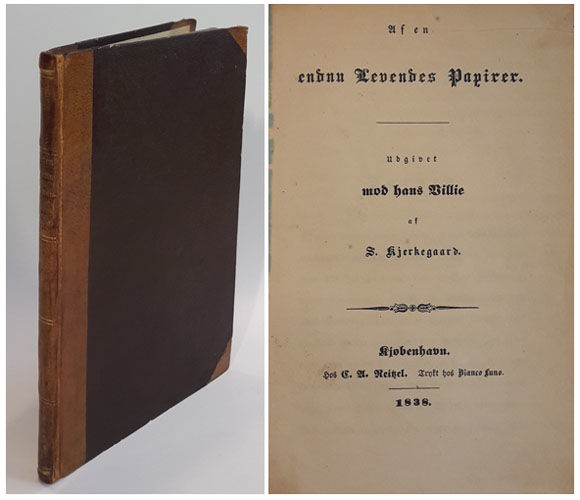 Af en
endnu Levendes Papirer.
Udgivet
mod hans Villie
af
S. Kjerkegaard.
Kjøbenhavn.
Hos C. A. Reitzel. Trykt hos Bianco Luno.
1838.